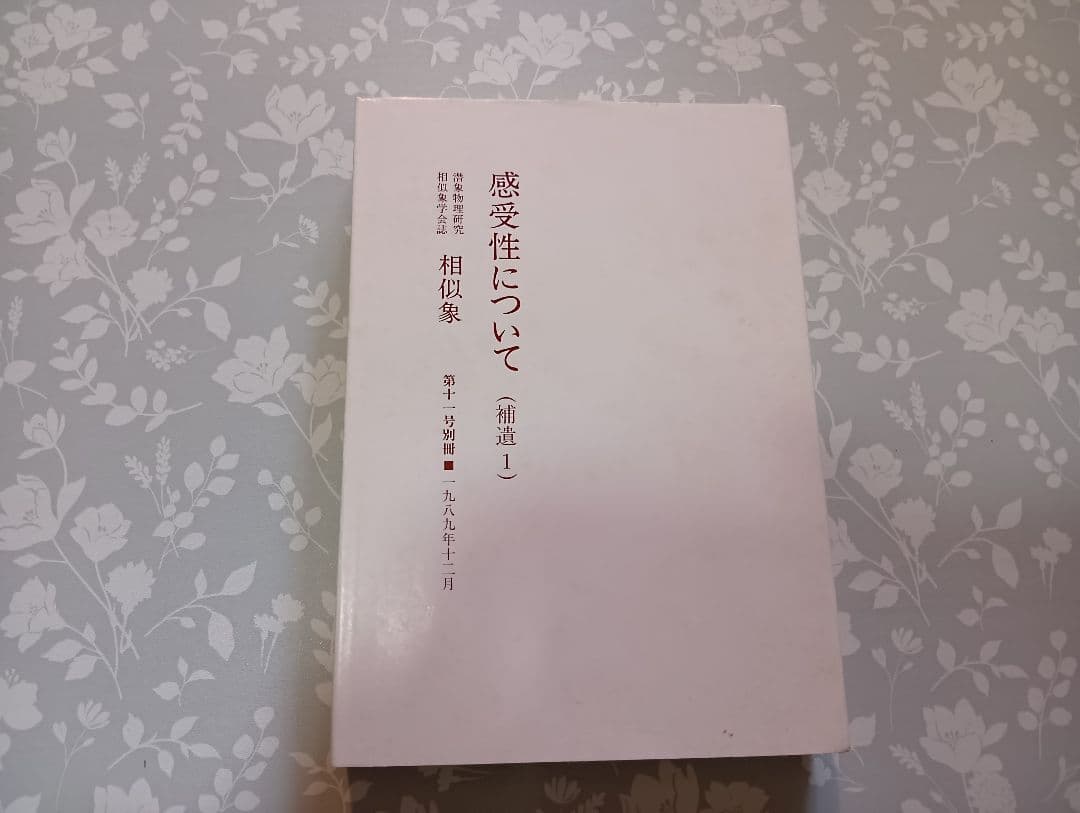 感受性について（補遺1）
潜象物理研究
相似象学会誌
相似象 第十一号別冊■一九八九年十二月